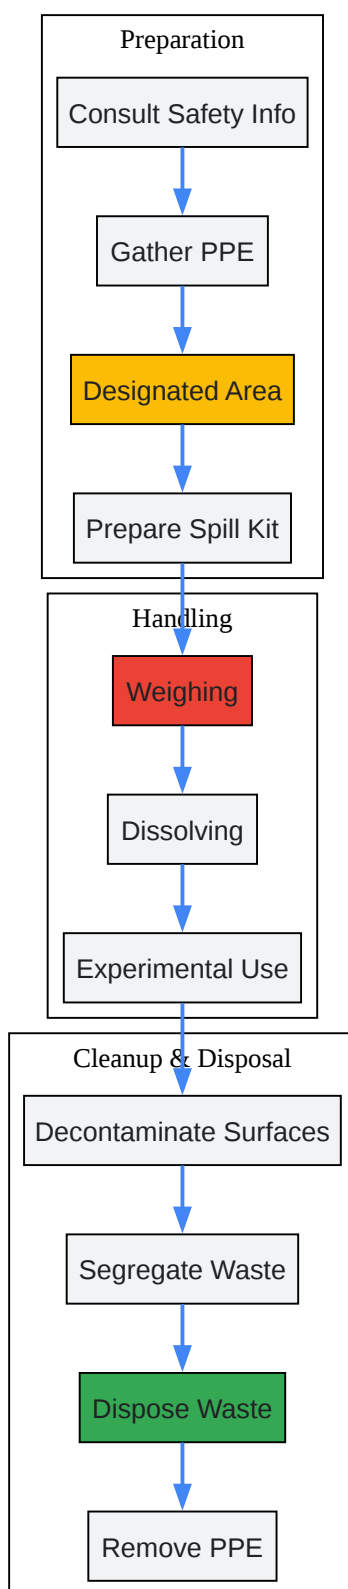 Preparation
Consult Safety Info
Gather PPE
Designated Area
Prepare Spill Kit
Handling
Weighing
Dissolving
Experimental Use
Cleanup & Disposal
Decontaminate Surfaces
Segregate Waste
Dispose Waste
Remove PPE